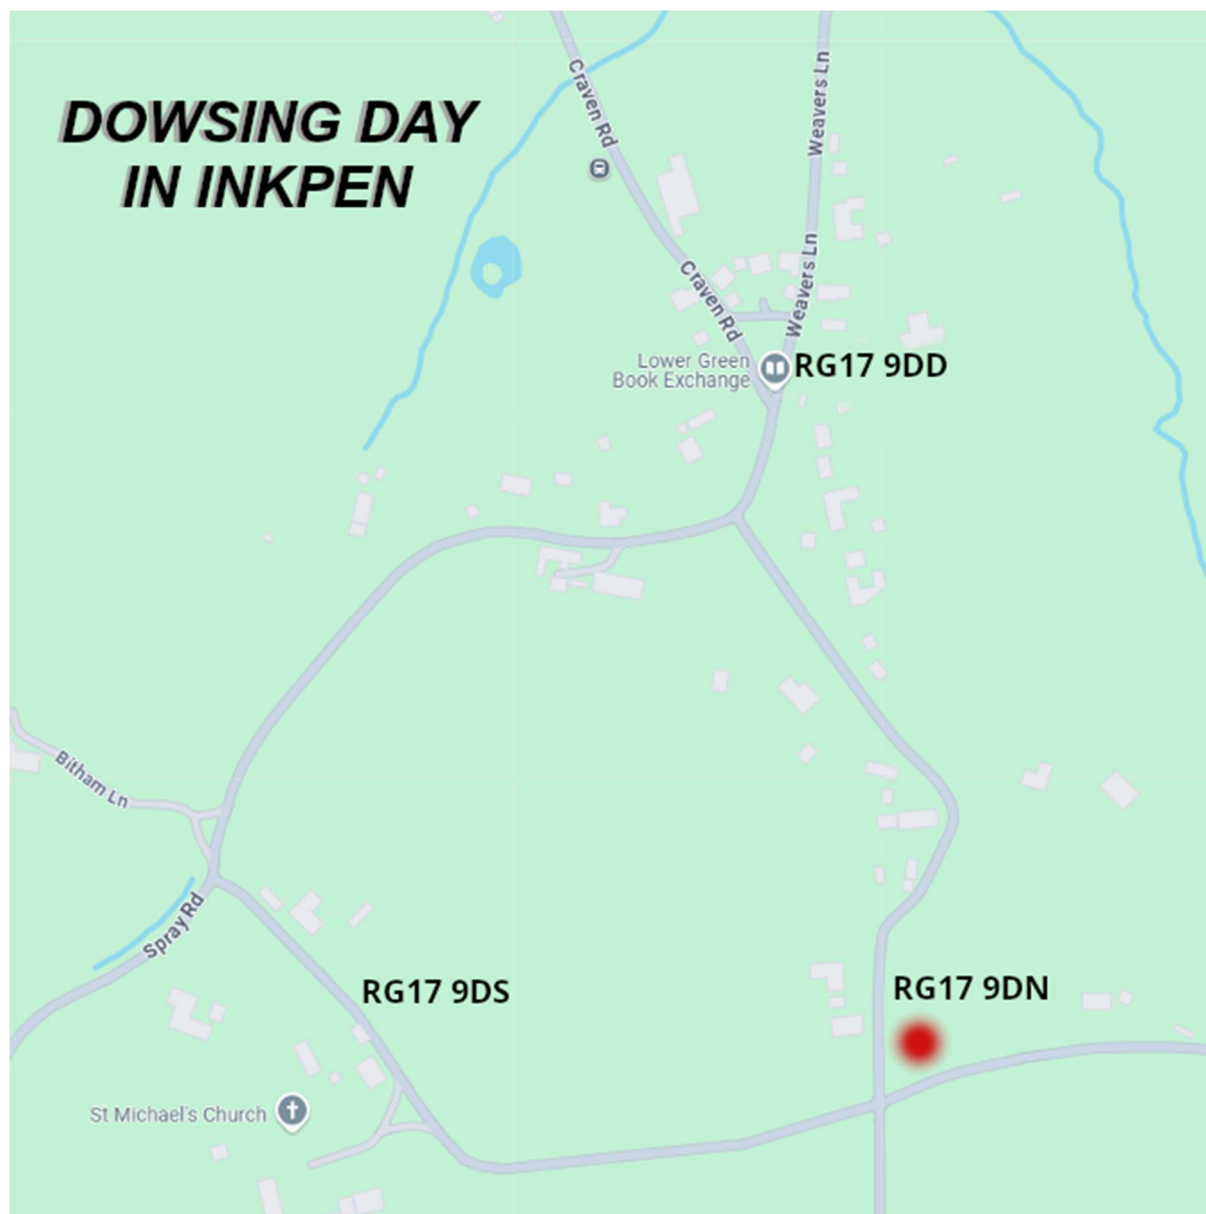 DOWSING DAY
IN INKPEN
Craven Rd
Weavers Ln
Craven Rd
Weavers Ln
Lower Green
Book Exchange
RG17 9DD
Bitham Ln
Spray Rd
RG17 9DS
RG17 9DN
St Michael's Church